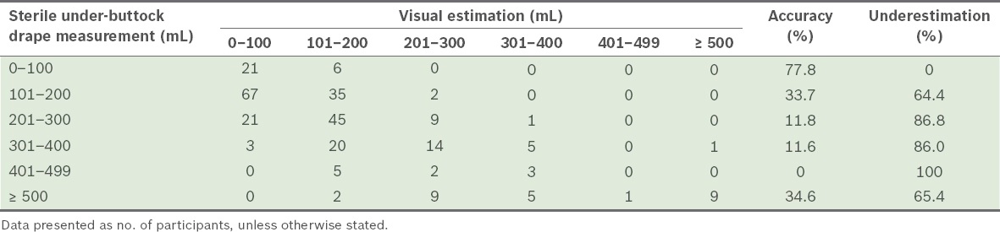 Sterile under-buttock drape measurement (mL) Visual estimation (mL) Accuracy (%) Underestimation (%)
0–100 101–200 201–300 301–400 401–499 ≥ 500
0–100 21 6 0 0 0 0 77.8 0
101–200 67 35 2 0 0 0 33.7 64.4
201–300 21 45 9 1 0 0 11.8 86.8
301–400 3 20 14 5 0 1 11.6 86.0
401–499 0 5 2 3 0 0 0 100
≥ 500 0 2 9 5 1 9 34.6 65.4
Data presented as no. of participants, unless otherwise stated.